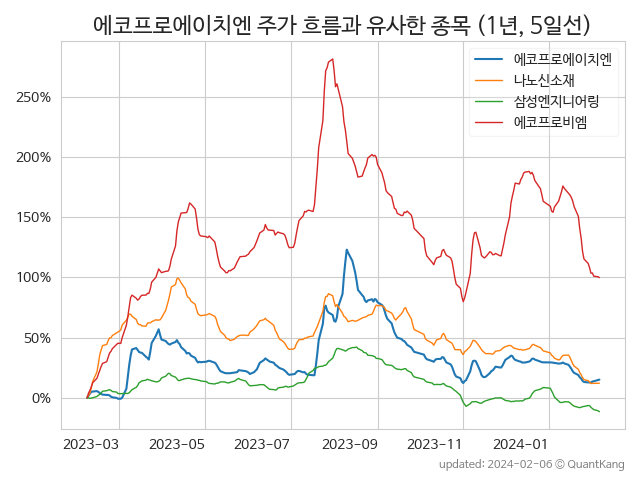 에코프로에이치엔 주가 흐름과 유사한 종목 (1년, 5일선)
에코프로에이치엔
나노신소재
삼성엔지니어링
에코프로비엠
250%
200%
150%
100%
50%
0%
2023-03 2023-05 2023-07 2023-09 2023-11 2024-01
updated: 2024-02-06 © QuantKang